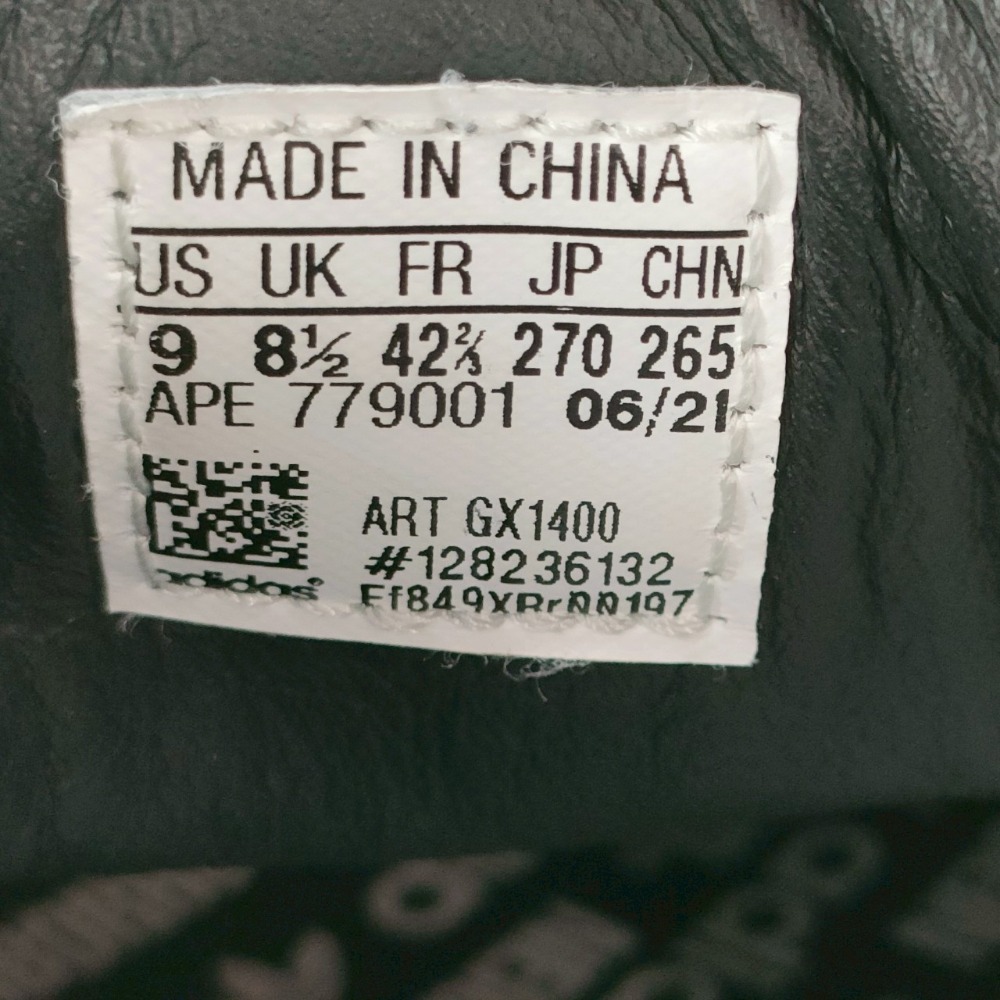 MADE IN CHINA
US UK FR JP CHN
9 8½ 42⅔ 270 265
APE 779001 06/21
ART GX1400
#128236132
adidas